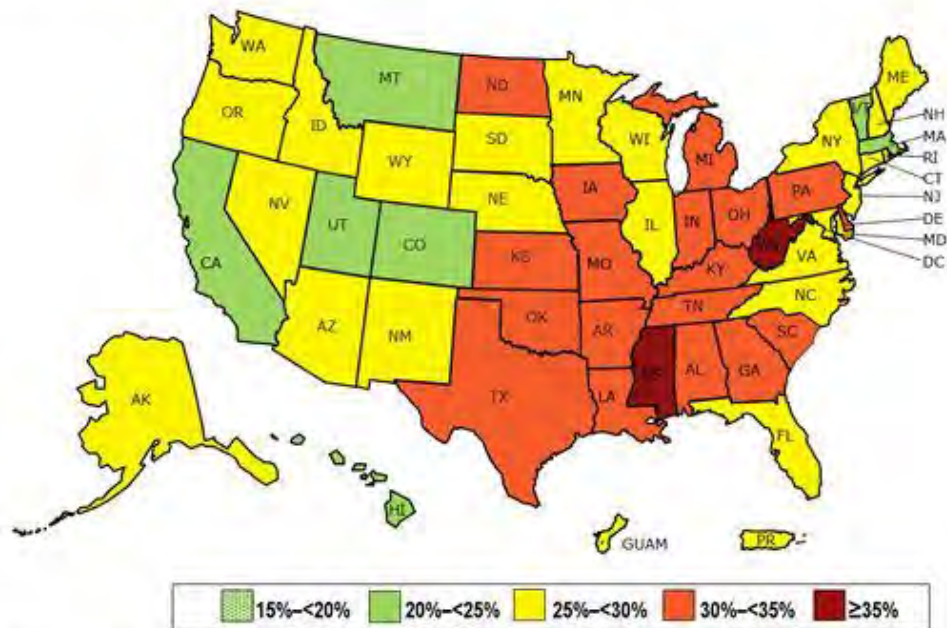 WA
MT
ND
MN
ME
OR
ID
SD
WI
NY
VT
NH
MA
RI
CT
NJ
DE
MD
DC
WY
MI
NV
NE
IA
PA
UT
CO
IL
IN
OH
WV
VA
CA
KS
MO
KY
NC
AZ
NM
OK
AR
TN
SC
TX
LA
MS
AL
GA
AK
FL
HI
GUAM
PR
15%–<20%
20%–<25%
25%–<30%
30%–<35%
≥35%